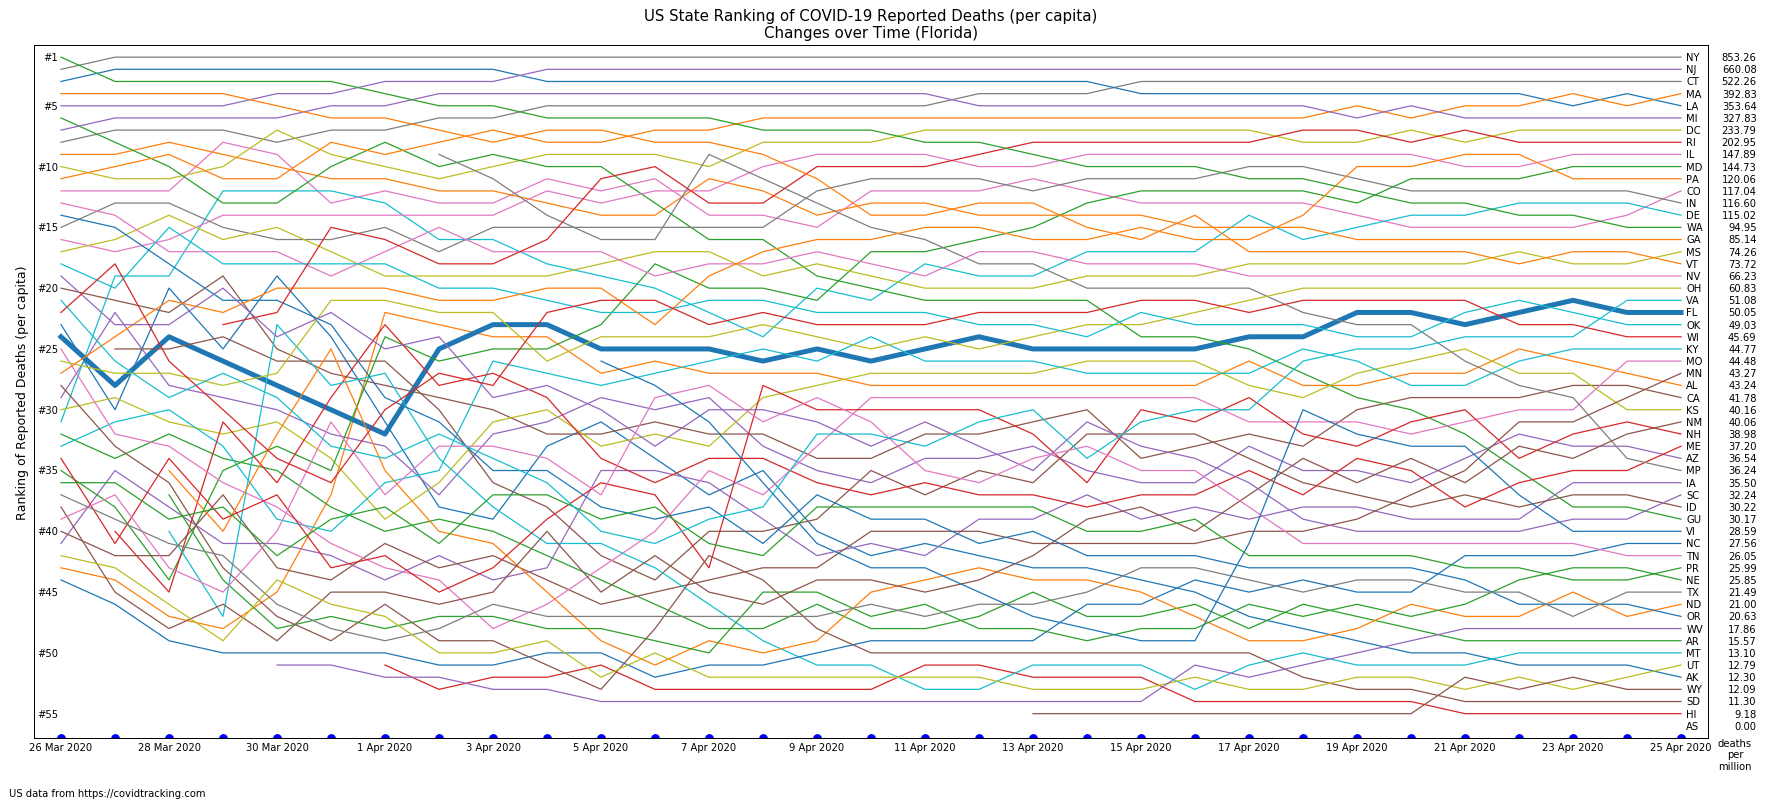 US State Ranking of COVID-19 Reported Deaths (per capita)
Changes over Time (Florida)
Ranking of Reported Deaths (per capita)
#1
#5
#10
#15
#20
#25
#30
#35
#40
#45
#50
#55
NY 853.26
NJ 660.08
CT 522.26
MA 392.83
LA 353.64
MI 327.83
DC 233.79
RI 202.95
IL 147.89
MD 144.73
PA 120.06
CO 117.04
IN 116.60
DE 115.02
WA 94.95
GA 85.14
MS 74.26
VT 73.72
NV 66.23
OH 60.83
VA 51.08
FL 50.05
OK 49.03
WI 45.69
KY 44.77
MO 44.48
MN 43.27
AL 43.24
CA 41.78
KS 40.16
NM 40.06
NH 38.98
ME 37.20
AZ 36.54
MP 36.24
IA 35.50
SC 32.24
ID 30.22
GU 30.17
VI 28.59
NC 27.56
TN 26.05
PR 25.99
NE 25.85
TX 21.49
ND 21.00
OR 20.63
WV 17.86
AR 15.57
MT 13.10
UT 12.79
AK 12.30
WY 12.09
SD 11.30
HI 9.18
AS 0.00
26 Mar 2020 28 Mar 2020 30 Mar 2020 1 Apr 2020 3 Apr 2020 5 Apr 2020 7 Apr 2020 9 Apr 2020 11 Apr 2020 13 Apr 2020 15 Apr 2020 17 Apr 2020 19 Apr 2020 21 Apr 2020 23 Apr 2020 25 Apr 2020
deaths
per
million
US data from https://covidtracking.com